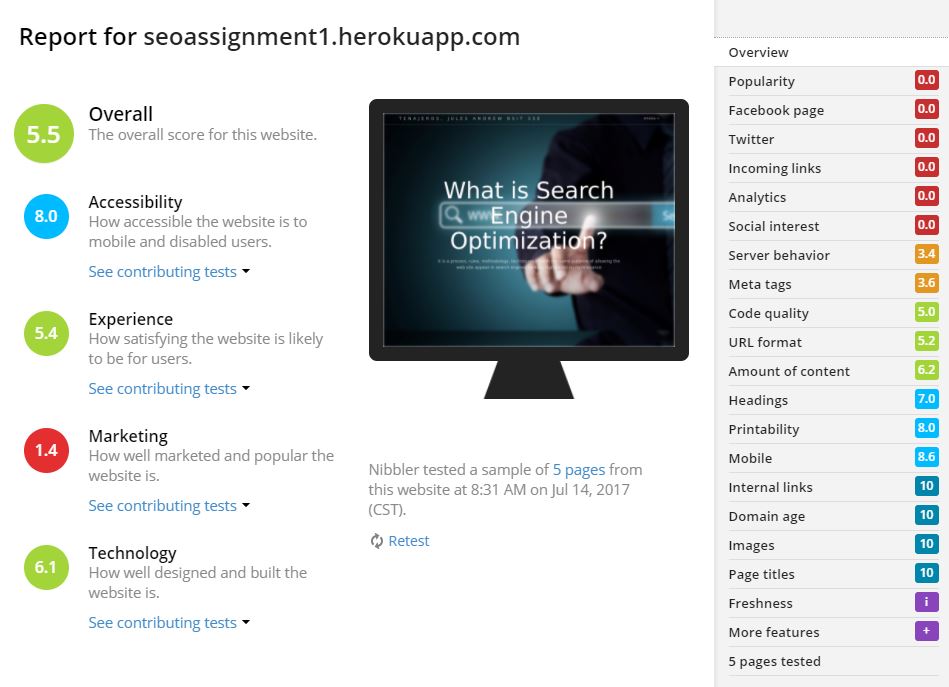 Report for seoassignment1.herokuapp.com
5.5
Overall
The overall score for this website.
8.0
Accessibility
How accessible the website is to
mobile and disabled users.
See contributing tests
5.4
Experience
How satisfying the website is likely
to be for users.
See contributing tests
1.4
Marketing
How well marketed and popular the
website is.
See contributing tests
6.1
Technology
How well designed and built the
website is.
See contributing tests
TENAJEROS, JULES ANDREW BSIT
What is Search
Engine
Optimization?
www
Se
Nibbler tested a sample of 5 pages from
this website at 8:31 AM on Jul 14, 2017
(CST).
Retest
Overview
Popularity 0.0
Facebook page 0.0
Twitter 0.0
Incoming links 0.0
Analytics 0.0
Social interest 0.0
Server behavior 3.4
Meta tags 3.6
Code quality 5.0
URL format 5.2
Amount of content 6.2
Headings 7.0
Printability 8.0
Mobile 8.6
Internal links 10
Domain age 10
Images 10
Page titles 10
Freshness i
More features +
5 pages tested